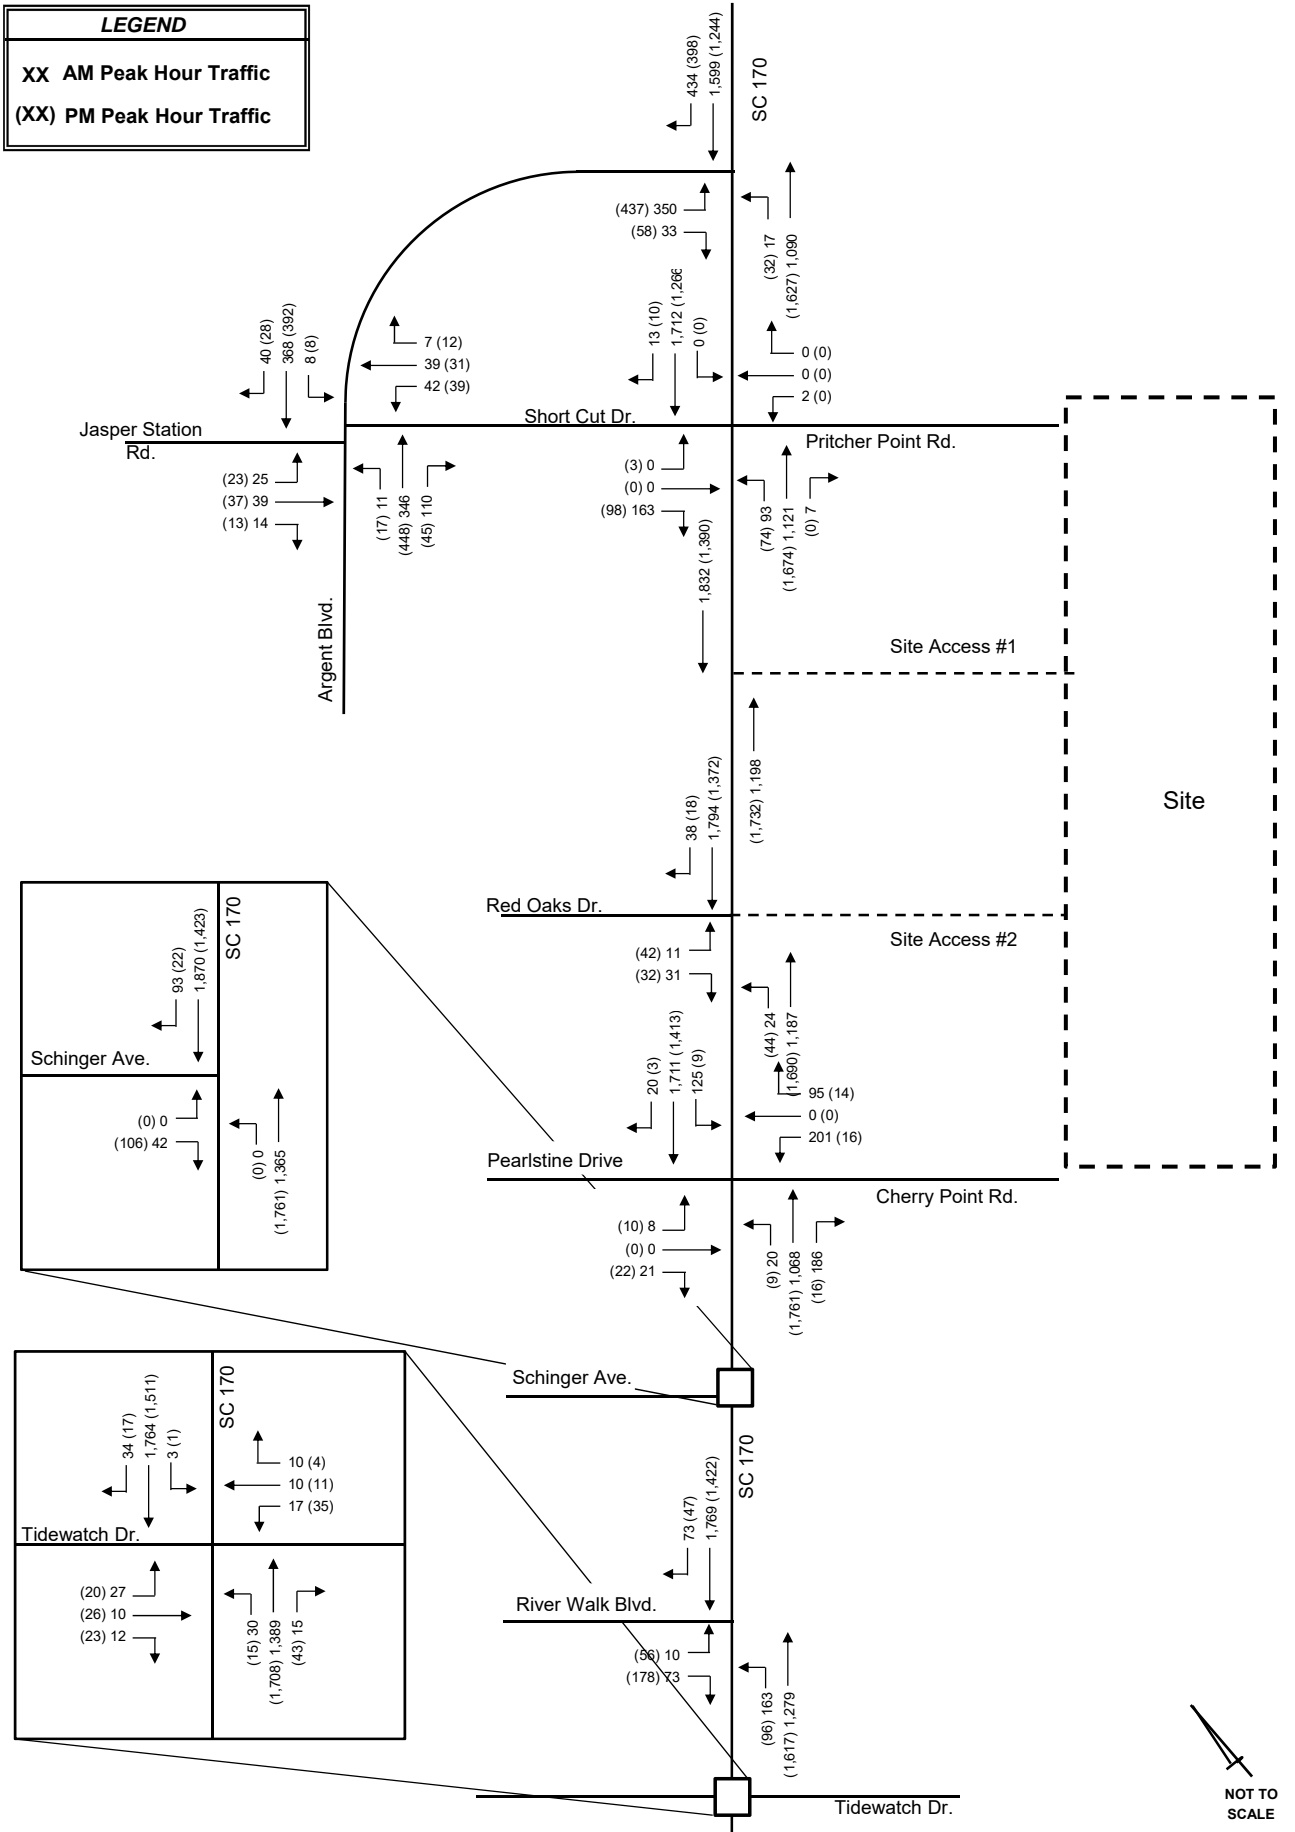 LEGEND
XX AM Peak Hour Traffic
(XX) PM Peak Hour Traffic
434 (398)
1,599 (1,244)
SC 170
(437) 350
(58) 33
(32) 17
(1,627) 1,090
40 (28)
368 (392)
8 (8)
7 (12)
39 (31)
42 (39)
13 (10)
1,712 (1,266
0 (0)
0 (0)
0 (0)
2 (0)
Jasper Station
Rd.
Short Cut Dr.
Pritcher Point Rd.
(23) 25
(37) 39
(13) 14
(17) 11
(448) 346
(45) 110
(3) 0
(0) 0
(98) 163
(74) 93
(1,674) 1,121
(0) 7
1,832 (1,390)
Argent Blvd.
Site Access #1
(1,732) 1,198
Site
38 (18)
1,794 (1,372)
Red Oaks Dr.
Site Access #2
(42) 11
(32) 31
(44) 24
(1,690) 1,187
20 (3)
1,711 (1,413)
125 (9)
95 (14)
0 (0)
201 (16)
Pearlstine Drive
Cherry Point Rd.
(10) 8
(0) 0
(22) 21
(9) 20
(1,761) 1,068
(16) 186
93 (22)
1,870 (1,423)
SC 170
Schinger Ave.
(0) 0
(106) 42
(0) 0
(1,761) 1,365
Schinger Ave.
34 (17)
1,764 (1,511)
3 (1)
SC 170
10 (4)
10 (11)
17 (35)
Tidewatch Dr.
(20) 27
(26) 10
(23) 12
(15) 30
(1,708) 1,389
(43) 15
SC 170
73 (47)
1,769 (1,422)
River Walk Blvd.
(56) 10
(178) 73
(96) 163
(1,617) 1,279
Tidewatch Dr.
NOT TO
SCALE